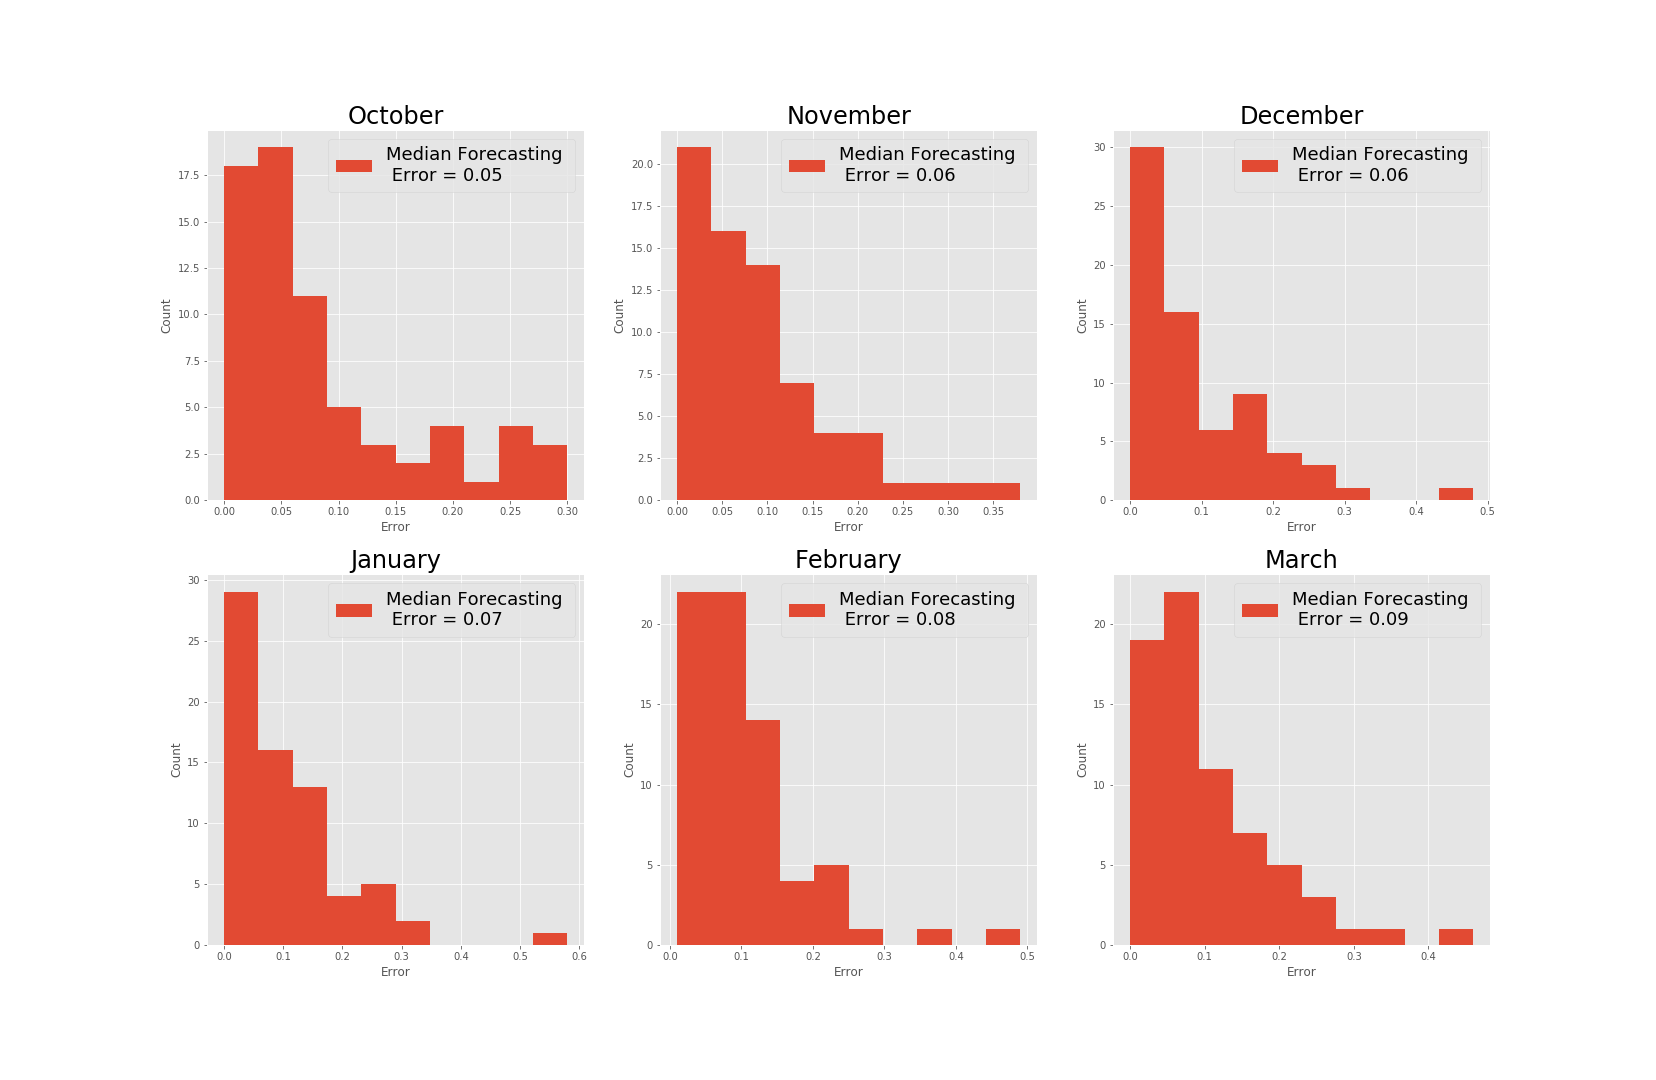 October
Median Forecasting
Error = 0.05
17.5
15.0
12.5
10.0
7.5
5.0
2.5
0.0
Count
0.00 0.05 0.10 0.15 0.20 0.25 0.30
Error
November
Median Forecasting
Error = 0.06
20.0
17.5
15.0
12.5
10.0
7.5
5.0
2.5
0.0
Count
0.00 0.05 0.10 0.15 0.20 0.25 0.30 0.35
Error
December
Median Forecasting
Error = 0.06
30
25
20
15
10
5
0
Count
0.0 0.1 0.2 0.3 0.4 0.5
Error
January
Median Forecasting
Error = 0.07
30
25
20
15
10
5
0
Count
0.0 0.1 0.2 0.3 0.4 0.5 0.6
Error
February
Median Forecasting
Error = 0.08
20
15
10
5
0
Count
0.0 0.1 0.2 0.3 0.4 0.5
Error
March
Median Forecasting
Error = 0.09
20
15
10
5
0
Count
0.0 0.1 0.2 0.3 0.4
Error